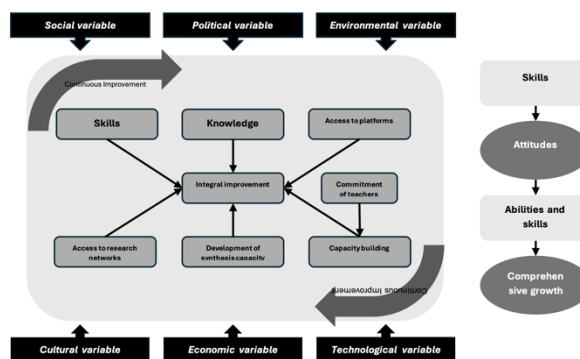 Social variable
Political variable
Environmental variable
Continuous Improvement
Skills
Knowledge
Access to platforms
Integral improvement
Commitment
of teachers
Access to research
networks
Development of
synthesis capacity
Capacity building
Continuous Improvement
Cultural variable
Economic variable
Technological variable
Skills
Attitudes
Abilities and
skills
Comprehen
sive growth